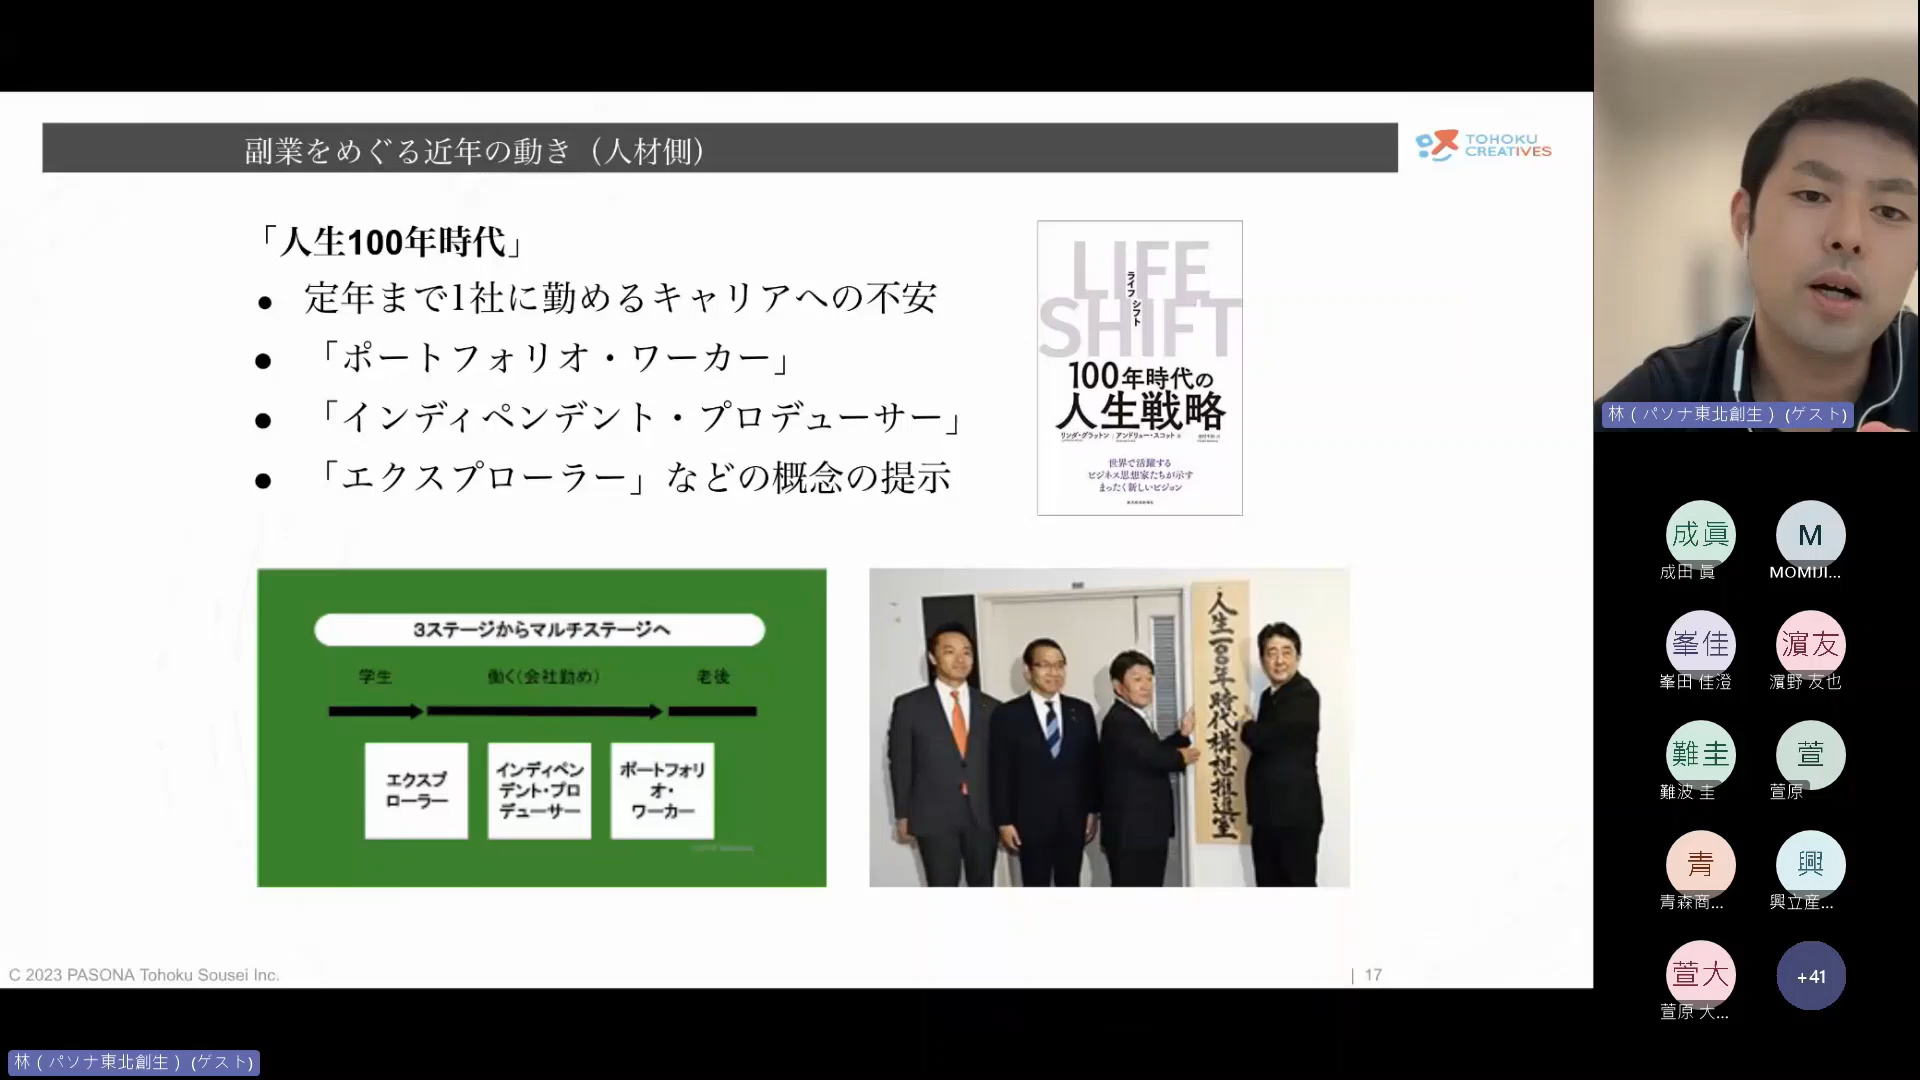 副業をめぐる近年の動き（人材側）
TOHOKU
CREATIVES
「人生100年時代」
● 定年まで1社に勤めるキャリアへの不安
● 「ポートフォリオ・ワーカー」
● 「インディペンデント・プロデューサー」
● 「エクスプローラー」などの概念の提示
LIFE
SHIFT
ライフ シフト
100年時代の
人生戦略
リンダ・グラットン アンドリュー・スコット
世界で活躍する
ビジネス思想家たちが示す
まったく新しいビジョン
3ステージからマルチステージへ
学生 働く（会社勤め） 老後
エクスプ
ローラー
インディペン
デント・プロ
デューサー
ポートフォリ
オ・
ワーカー
人生一〇〇年時代構想推進室
C 2023 PASONA Tohoku Sousei Inc.
| 17
林（パソナ東北創生）(ゲスト)
成眞
成田 眞
M
MOMIJI...
峯佳
峯田 佳澄
濵友
濵野 友也
難圭
難波 圭
萱
萱原
青
青森商...
興
興立産...
萱大
萱原 大...
+41
林（パソナ東北創生）(ゲスト)